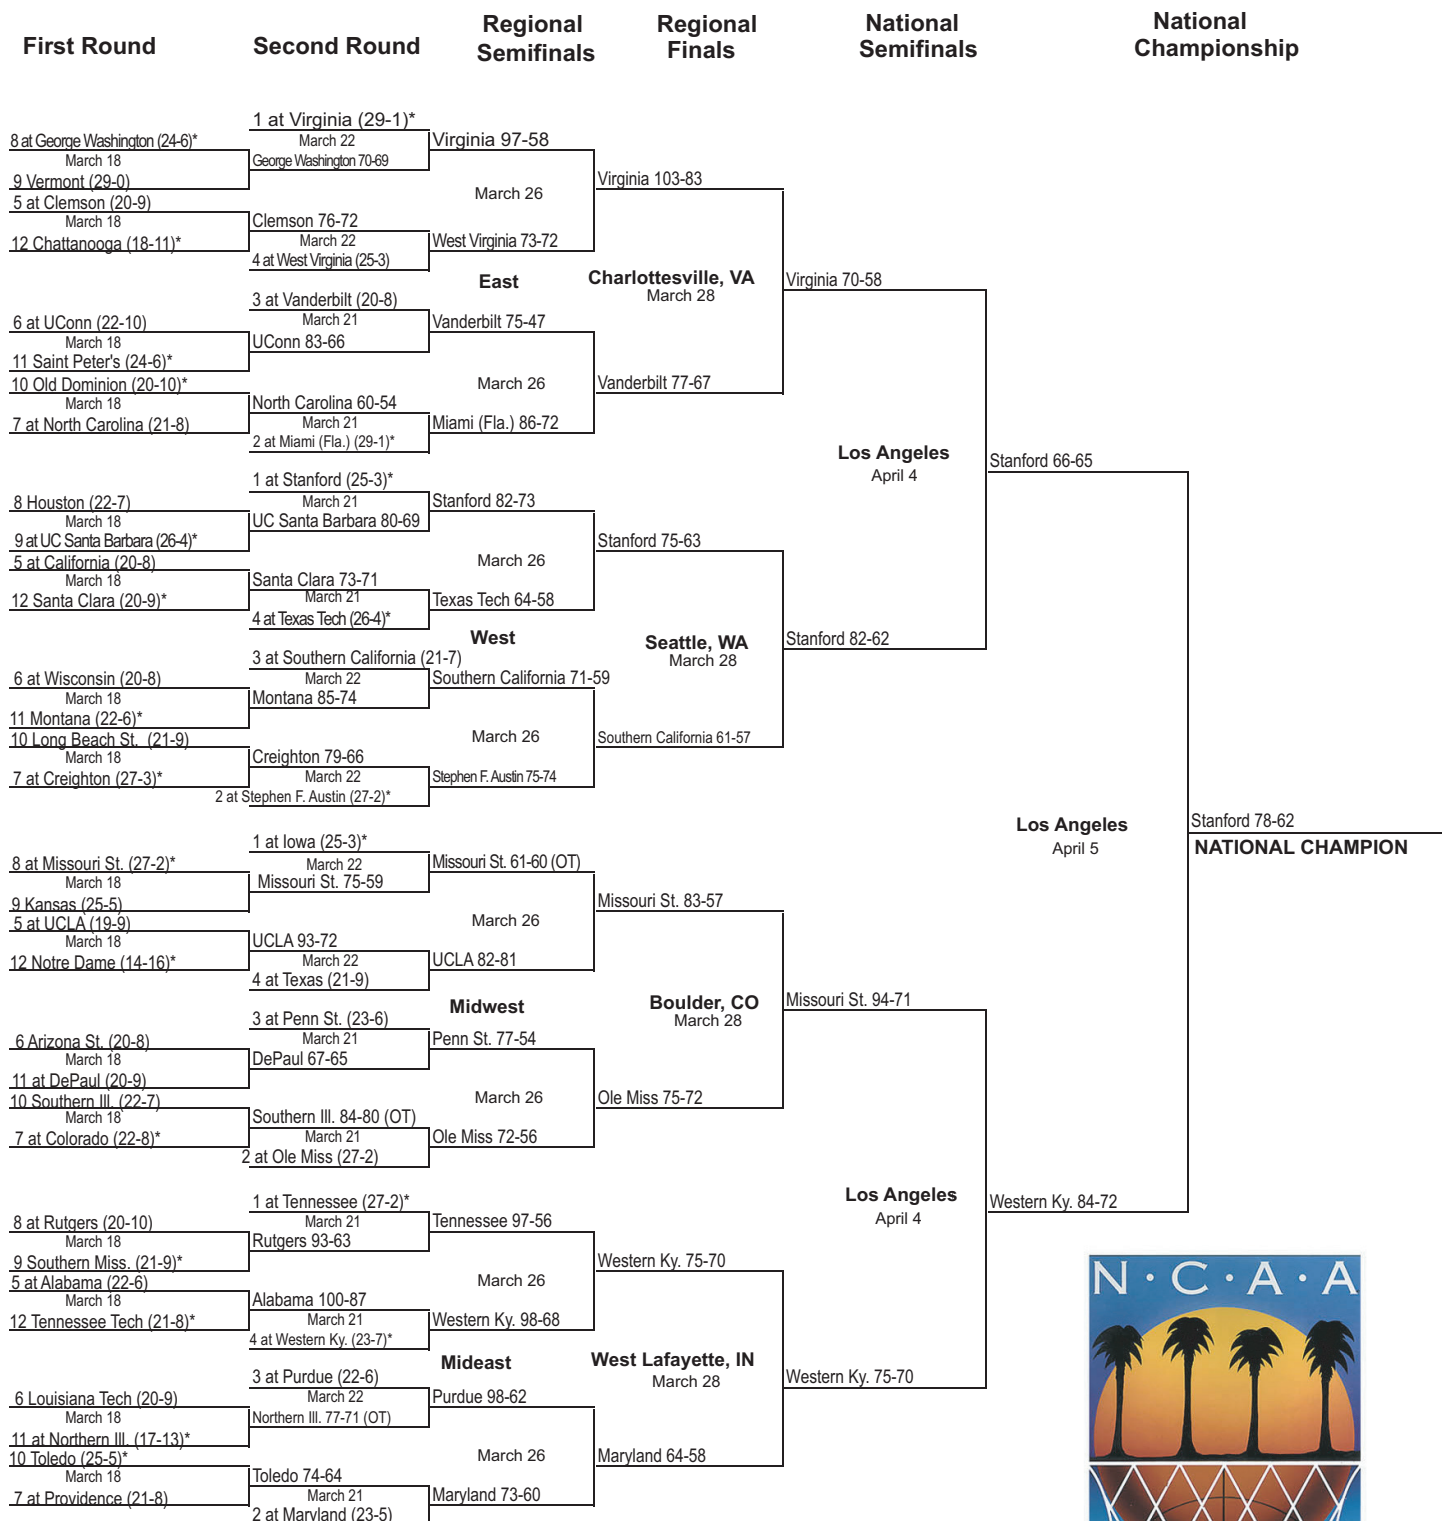 First Round
Second Round
Regional
Semifinals
Regional
Finals
National
Semifinals
National
Championship
1 at Virginia (29-1)*
8 at George Washington (24-6)*
March 22
Virginia 97-58
March 18
George Washington 70-69
9 Vermont (29-0)
Virginia 103-83
March 26
5 at Clemson (20-9)
March 18
Clemson 76-72
12 Chattanooga (18-11)*
March 22
West Virginia 73-72
4 at West Virginia (25-3)
East
Charlottesville, VA
March 28
Virginia 70-58
3 at Vanderbilt (20-8)
6 at UConn (22-10)
March 21
Vanderbilt 75-47
March 18
UConn 83-66
11 Saint Peter's (24-6)*
10 Old Dominion (20-10)*
March 26
Vanderbilt 77-67
March 18
North Carolina 60-54
7 at North Carolina (21-8)
March 21
Miami (Fla.) 86-72
2 at Miami (Fla.) (29-1)*
Los Angeles
April 4
Stanford 66-65
1 at Stanford (25-3)*
8 Houston (22-7)
March 21
Stanford 82-73
March 18
UC Santa Barbara 80-69
9 at UC Santa Barbara (26-4)*
Stanford 75-63
5 at California (20-8)
March 26
March 18
Santa Clara 73-71
12 Santa Clara (20-9)*
March 21
Texas Tech 64-58
4 at Texas Tech (26-4)*
West
Seattle, WA
March 28
Stanford 82-62
3 at Southern California (21-7)
6 at Wisconsin (20-8)
March 22
Southern California 71-59
March 18
Montana 85-74
11 Montana (22-6)*
10 Long Beach St. (21-9)
March 26
Southern California 61-57
March 18
Creighton 79-66
7 at Creighton (27-3)*
March 22
Stephen F. Austin 75-74
2 at Stephen F. Austin (27-2)*
Los Angeles
April 5
Stanford 78-62
NATIONAL CHAMPION
1 at Iowa (25-3)*
8 at Missouri St. (27-2)*
March 22
Missouri St. 61-60 (OT)
March 18
Missouri St. 75-59
9 Kansas (25-5)
Missouri St. 83-57
5 at UCLA (19-9)
March 26
March 18
UCLA 93-72
12 Notre Dame (14-16)*
March 22
UCLA 82-81
4 at Texas (21-9)
Midwest
Boulder, CO
March 28
Missouri St. 94-71
3 at Penn St. (23-6)
6 Arizona St. (20-8)
March 21
Penn St. 77-54
March 18
DePaul 67-65
11 at DePaul (20-9)
10 Southern Ill. (22-7)
March 26
Ole Miss 75-72
March 18
Southern Ill. 84-80 (OT)
7 at Colorado (22-8)*
March 21
Ole Miss 72-56
2 at Ole Miss (27-2)
Los Angeles
April 4
Western Ky. 84-72
1 at Tennessee (27-2)*
8 at Rutgers (20-10)
March 21
Tennessee 97-56
March 18
Rutgers 93-63
9 Southern Miss. (21-9)*
Western Ky. 75-70
5 at Alabama (22-6)
March 26
March 18
Alabama 100-87
12 Tennessee Tech (21-8)*
March 21
Western Ky. 98-68
4 at Western Ky. (23-7)*
Mideast
West Lafayette, IN
March 28
Western Ky. 75-70
3 at Purdue (22-6)
6 Louisiana Tech (20-9)
March 22
Purdue 98-62
March 18
Northern Ill. 77-71 (OT)
11 at Northern Ill. (17-13)*
10 Toledo (25-5)*
March 26
Maryland 64-58
March 18
Toledo 74-64
7 at Providence (21-8)
March 21
Maryland 73-60
2 at Maryland (23-5)
N·C·A·A